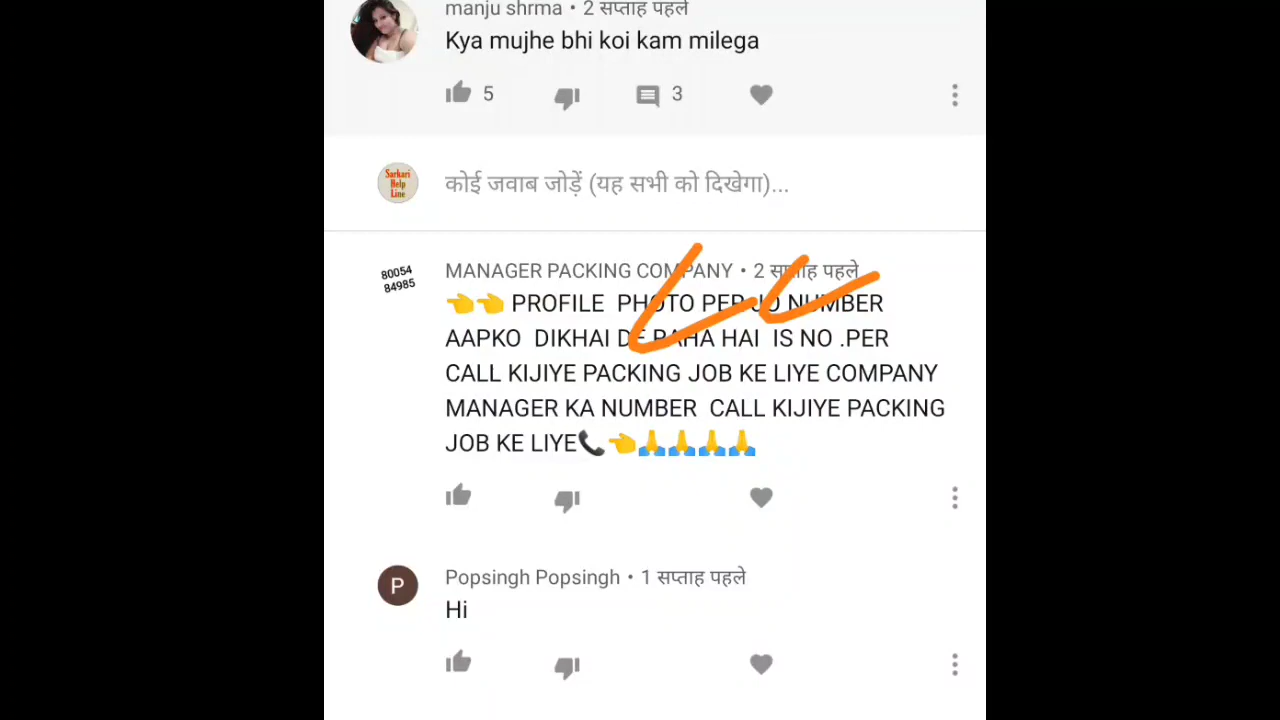 manju shrma • 2 सप्ताह पहले
Kya mujhe bhi koi kam milega
5 3
Sarkari
Help
Line
कोई जवाब जोड़ें (यह सभी को दिखेगा)...
80054
84985
MANAGER PACKING COMPANY • 2 सप्ताह पहले
👈👈 PROFILE PHOTO PER JO NUMBER
AAPKO DIKHAI DE RAHA HAI IS NO .PER
CALL KIJIYE PACKING JOB KE LIYE COMPANY
MANAGER KA NUMBER CALL KIJIYE PACKING
JOB KE LIYE📞👈🙏🙏🙏🙏
P
Popsingh Popsingh • 1 सप्ताह पहले
Hi